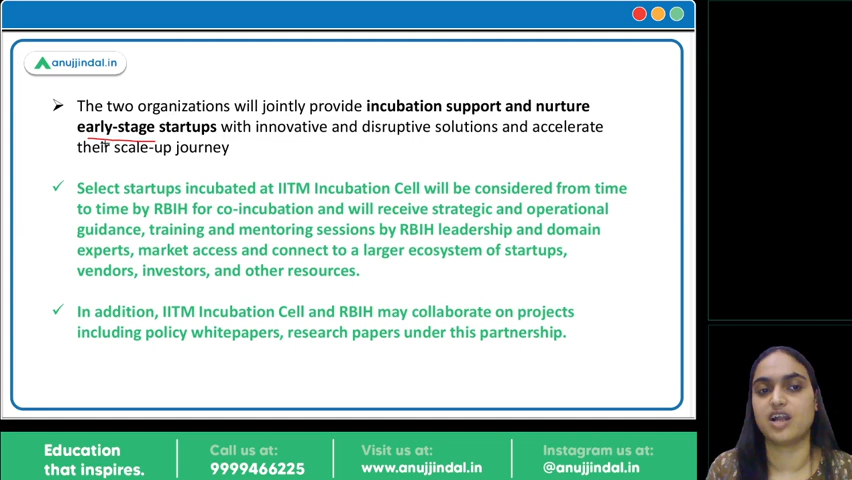 anujjindal.in
➢ The two organizations will jointly provide incubation support and nurture
early-stage startups with innovative and disruptive solutions and accelerate
their scale-up journey
✓ Select startups incubated at IITM Incubation Cell will be considered from time
to time by RBIH for co-incubation and will receive strategic and operational
guidance, training and mentoring sessions by RBIH leadership and domain
experts, market access and connect to a larger ecosystem of startups,
vendors, investors, and other resources.
✓ In addition, IITM Incubation Cell and RBIH may collaborate on projects
including policy whitepapers, research papers under this partnership.
Education
that inspires.
Call us at:
9999466225
Visit us at:
www.anujjindal.in
Instagram us at:
@anujjindal.in